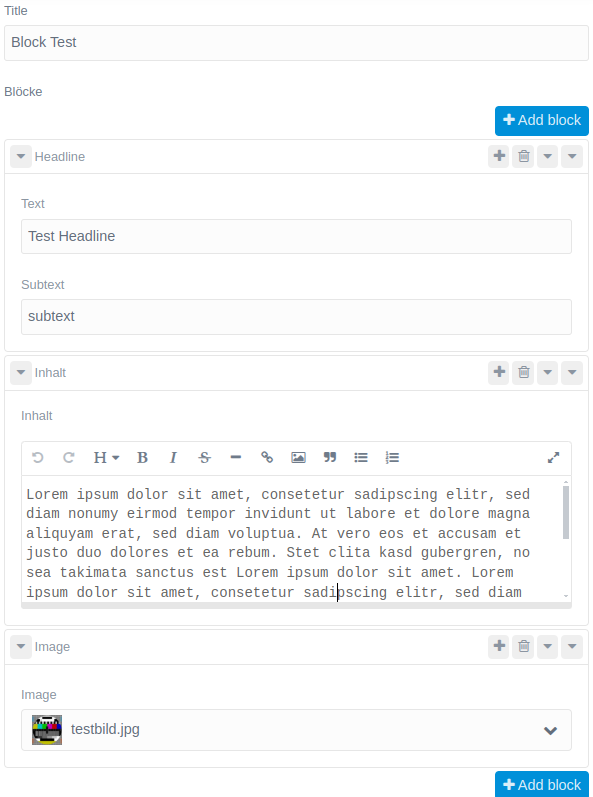 Title
Block Test
Blöcke
Add block
Headline
Text
Test Headline
Subtext
subtext
Inhalt
Inhalt
H B I S
Lorem ipsum dolor sit amet, consetetur sadipscing elitr, sed
diam nonumy eirmod tempor invidunt ut labore et dolore magna
aliquyam erat, sed diam voluptua. At vero eos et accusam et
justo duo dolores et ea rebum. Stet clita kasd gubergren, no
sea takimata sanctus est Lorem ipsum dolor sit amet. Lorem
ipsum dolor sit amet, consetetur sadipscing elitr, sed diam
Image
Image
testbild.jpg
Add block